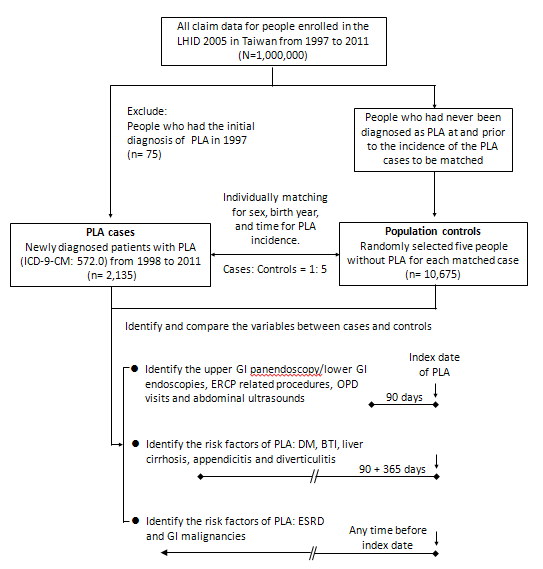 All claim data for people enrolled in the
LHID 2005 in Taiwan from 1997 to 2011
(N=1,000,000)
Exclude:
People who had the initial
diagnosis of PLA in 1997
(n= 75)
People who had never been
diagnosed as PLA at and prior
to the incidence of the PLA
cases to be matched
Individually matching
for sex, birth year,
and time for PLA
incidence.
Cases: Controls = 1: 5
PLA cases
Newly diagnosed patients with PLA
(ICD-9-CM: 572.0) from 1998 to 2011
(n= 2,135)
Population controls
Randomly selected five people
without PLA for each matched case
(n= 10,675)
Identify and compare the variables between cases and controls
Identify the upper GI panendoscopy/lower GI
endoscopies, ERCP related procedures, OPD
visits and abdominal ultrasounds
Index date
of PLA
90 days
Identify the risk factors of PLA: DM, BTI, liver
cirrhosis, appendicitis and diverticulitis
90 + 365 days
Identify the risk factors of PLA: ESRD
and GI malignancies
Any time before
index date